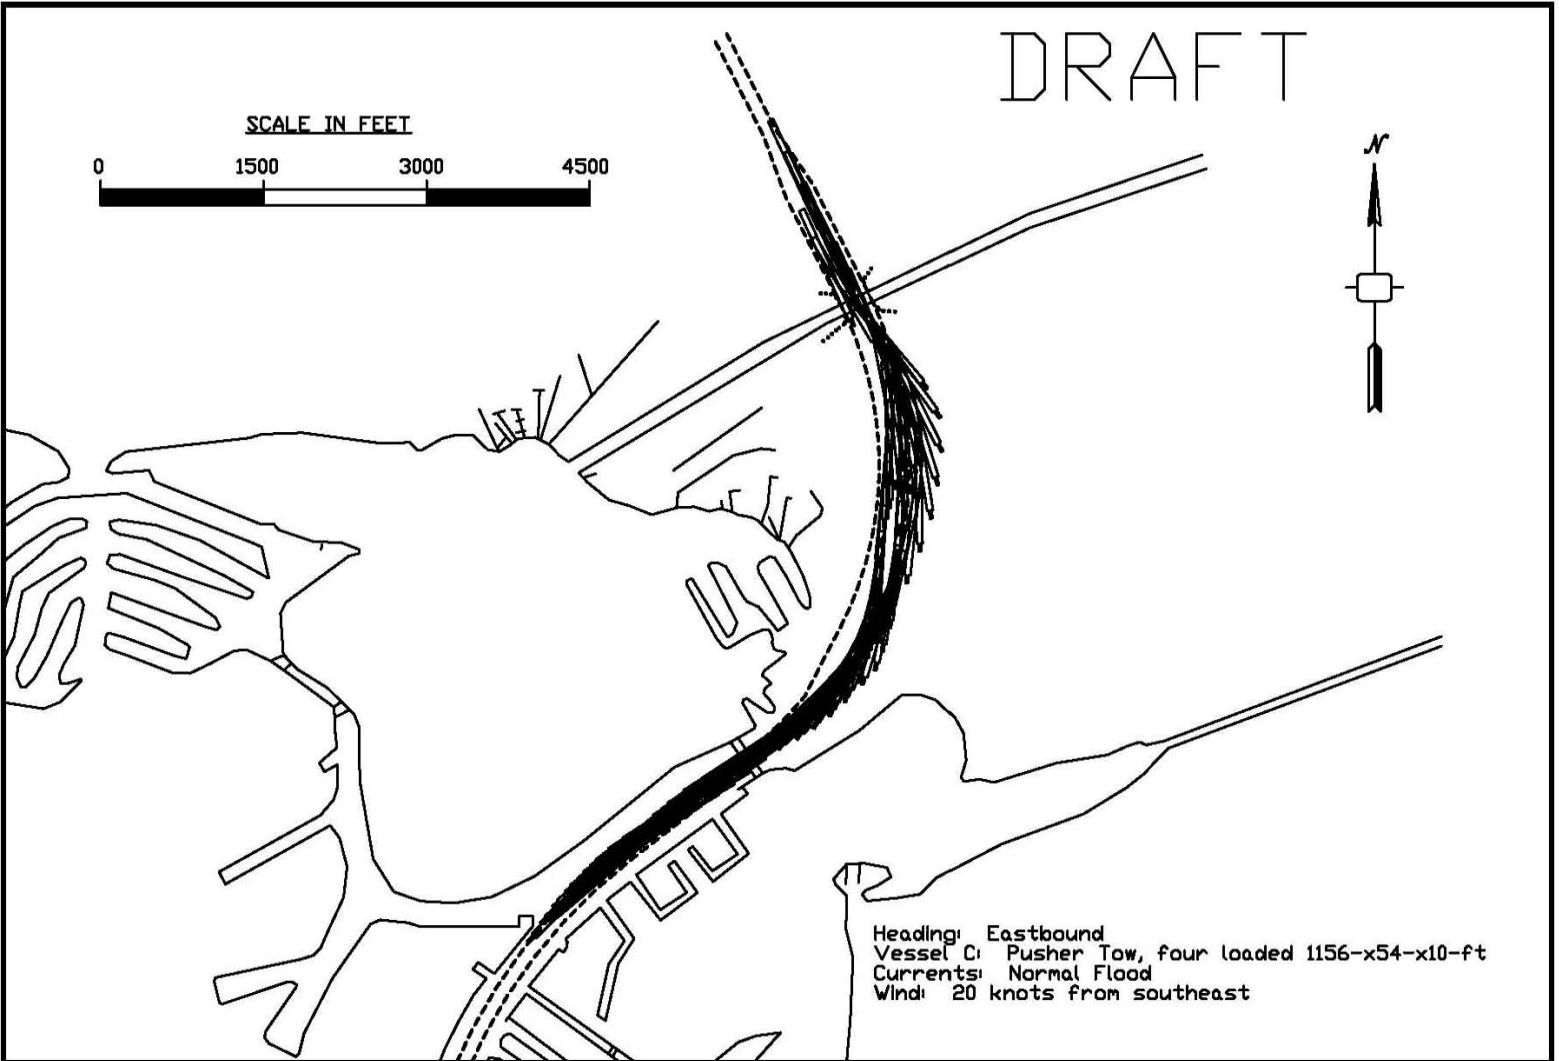 DRAFT
SCALE IN FEET
0 1500 3000 4500
N
Heading: Eastbound
Vessel C: Pusher Tow, four loaded 1156-x54-x10-ft
Currents: Normal Flood
Wind: 20 knots from southeast